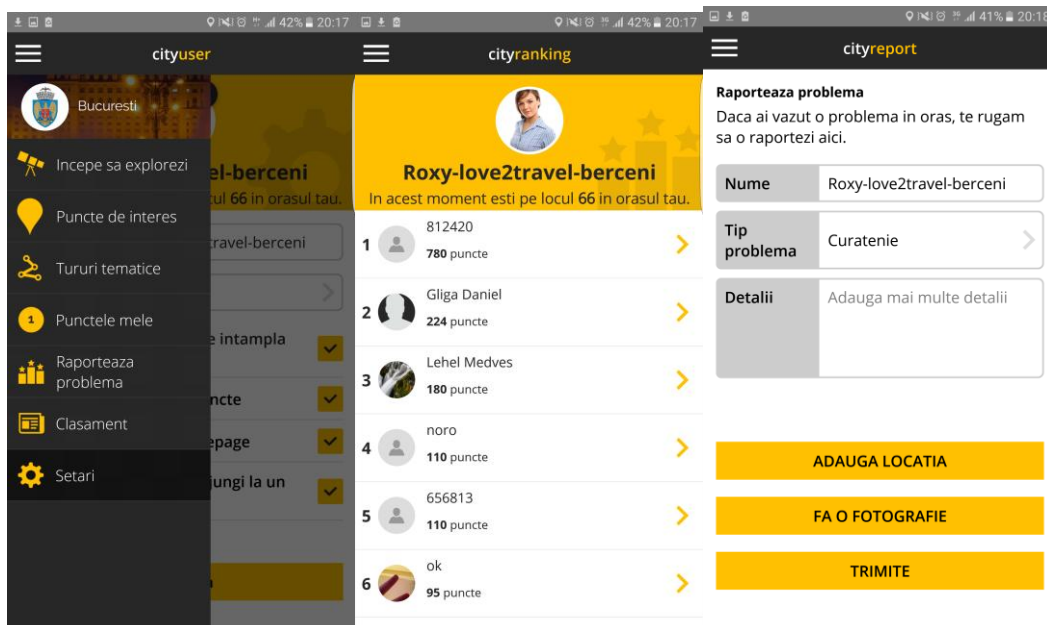 42% 20:17
cityuser
Bucuresti
Incepe sa explorezi
Puncte de interes
Tururi tematice
1 Punctele mele
Raporteaza
problema
Clasament
Setari
el-berceni
cul 66 in orasul tau.
travel-berceni
e intampla
ncte
epage
jungi la un
42% 20:17
cityranking
Roxy-love2travel-berceni
In acest moment esti pe locul 66 in orasul tau.
1 812420
780 puncte
2 Gliga Daniel
224 puncte
3 Lehel Medves
180 puncte
4 noro
110 puncte
5 656813
110 puncte
6 ok
95 puncte
41% 20:18
cityreport
Raporteaza problema
Daca ai vazut o problema in oras, te rugam
sa o raportezi aici.
Nume Roxy-love2travel-berceni
Tip
problema Curatenie
Detalii Adauga mai multe detalii
ADAUGA LOCATIA
FA O FOTOGRAFIE
TRIMITE